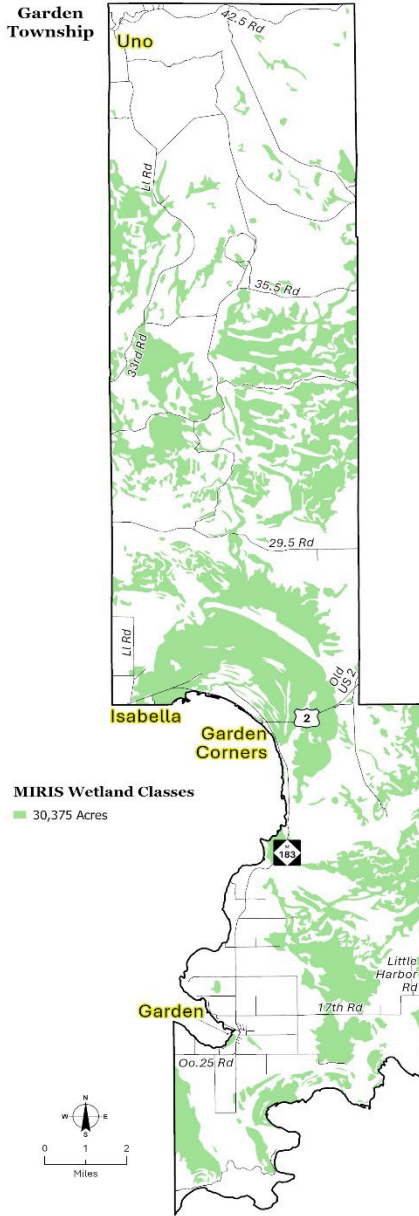 Garden
Township
Uno
42.5 Rd
Ll Rd
35.5 Rd
33rd Rd
29.5 Rd
Ll Rd
Old
US 2
Isabella
2
Garden
Corners
MIRIS Wetland Classes
30,375 Acres
M
183
Little
Harbor
Rd
Garden
17th Rd
Oo.25 Rd
N
W
E
S
0
1
2
Miles